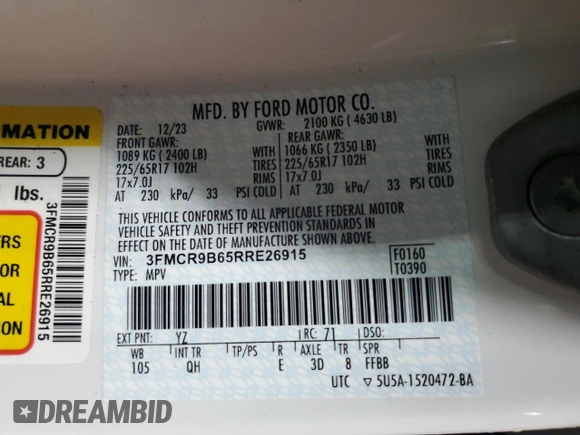 MATION
REAR: 3
lbs.
ERS
OR
AL
TION
3FMCR9B65RRE26915
MFD. BY FORD MOTOR CO.
DATE: 12/23 GVWR: 2100 KG ( 4630 LB)
FRONT GAWR: REAR GAWR:
1089 KG ( 2400 LB) WITH 1066 KG ( 2350 LB) WITH
225/65R17 102H TIRES 225/65R17 102H TIRES
17x7.0J RIMS 17x7.0J RIMS
AT 230 kPa/ 33 PSI COLD AT 230 kPa/ 33 PSI COLD
THIS VEHICLE CONFORMS TO ALL APPLICABLE FEDERAL MOTOR
VEHICLE SAFETY AND BUMPER AND THEFT PREVENTION
STANDARDS IN EFFECT ON THE DATE OF MANUFACTURE SHOWN ABOVE.
VIN: 3FMCR9B65RRE26915 F0160
TYPE: MPV T0390
EXT PNT: YZ RC: 71 DSO:
WB INT TR TP/PS R AXLE TR SPR
105 QH E 3D 8 FFBB
UTC ▽ 5U5A-1520472-BA
DREAMBID